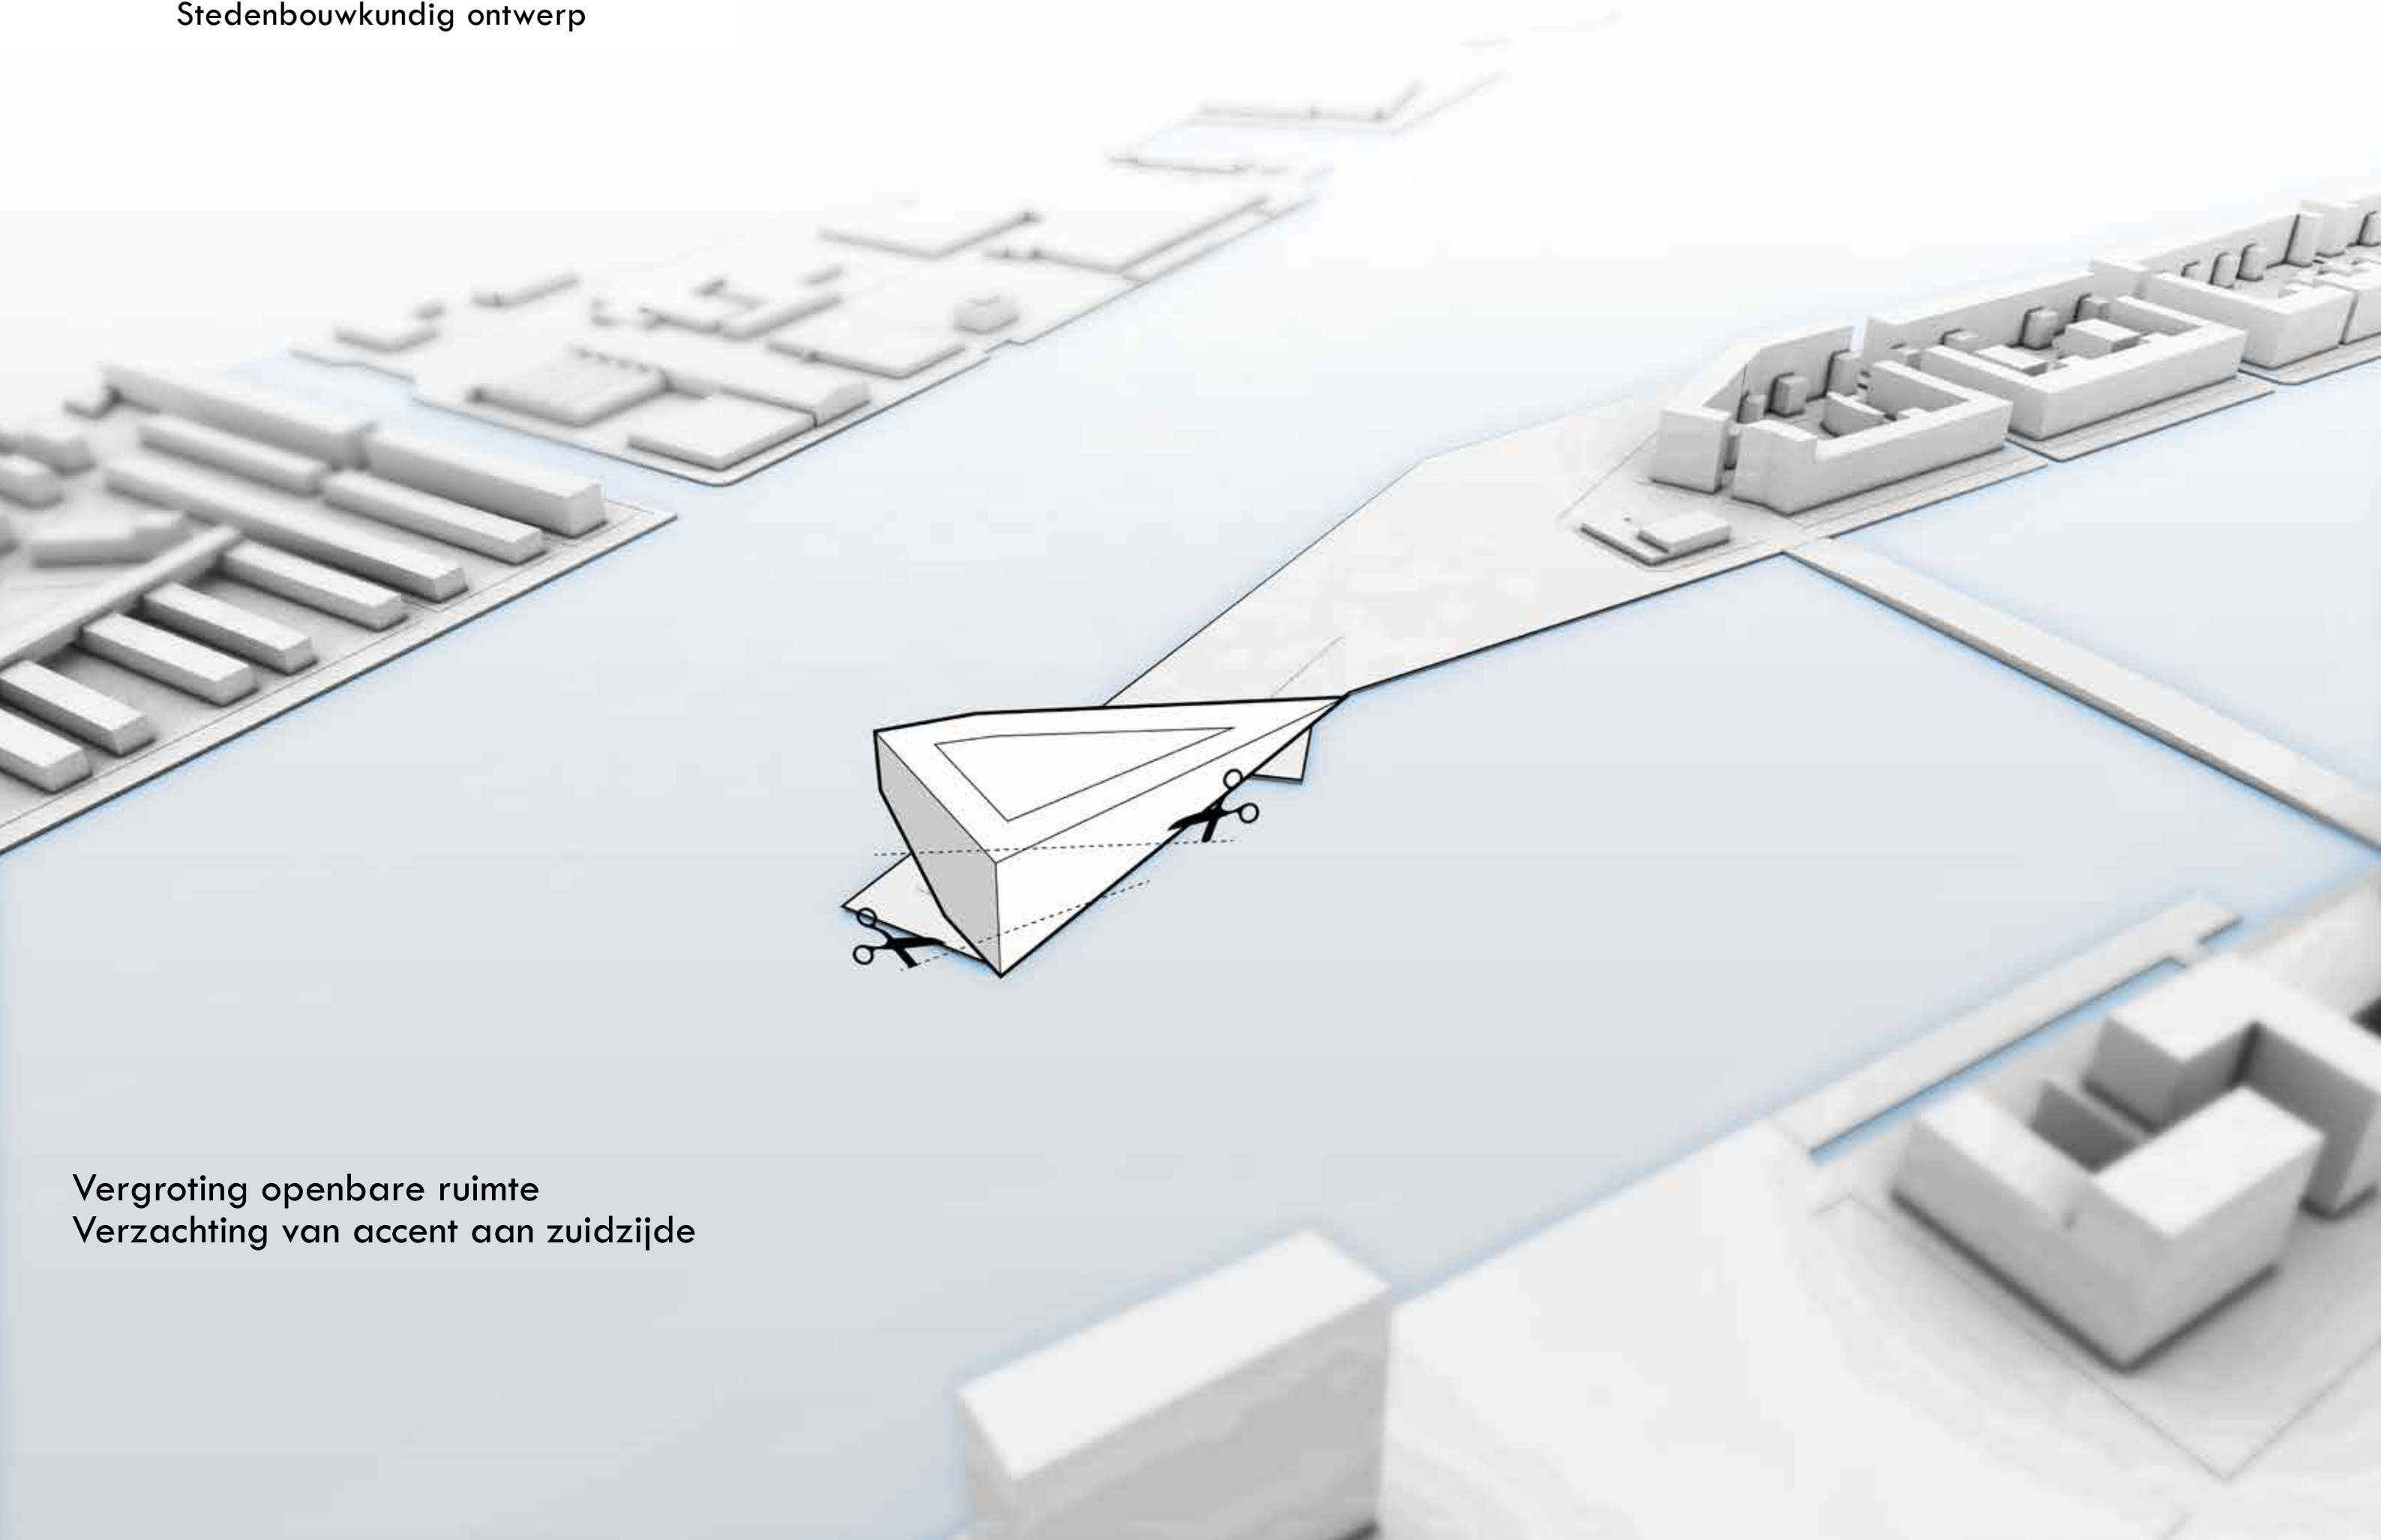 Stedenbouwkundig ontwerp
Vergroting openbare ruimte
Verzachting van accent aan zuidzijde